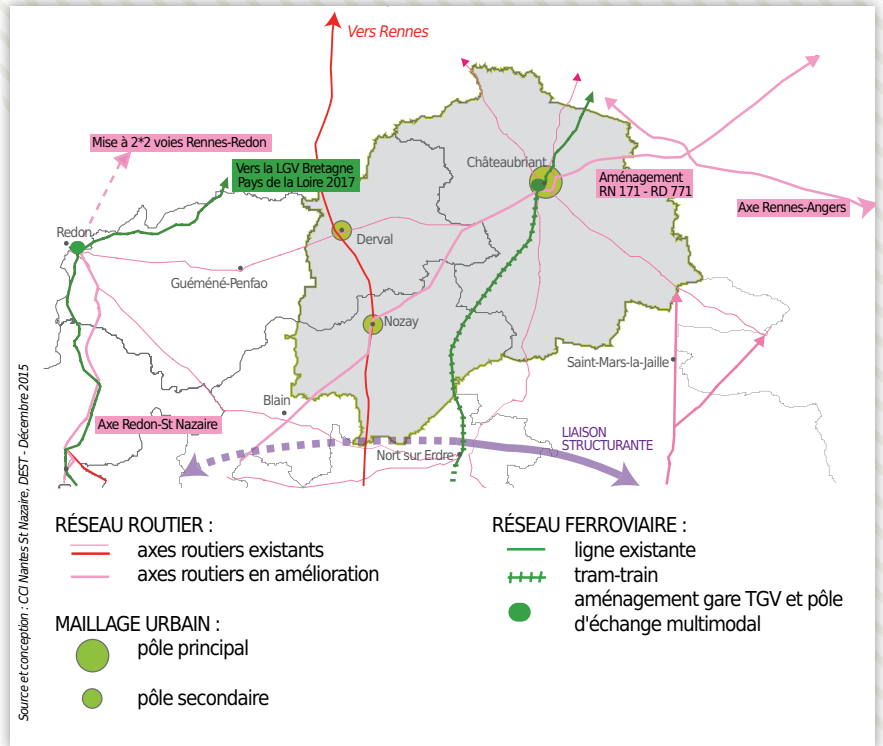 Vers Rennes
Mise à 2*2 voies Rennes-Redon
Vers la LGV Bretagne
Pays de la Loire 2017
Châteaubriant
Aménagement
RN 171 - RD 771
Axe Rennes-Angers
Redon
Derval
Guéméné-Penfao
Nozay
Saint-Mars-la-Jaille
Blain
Axe Redon-St Nazaire
LIAISON
STRUCTURANTE
Nort sur Erdre
Source et conception : CCI Nantes St Nazaire, DEST - Décembre 2015
RÉSEAU ROUTIER :
axes routiers existants
axes routiers en amélioration
MAILLAGE URBAIN :
pôle principal
pôle secondaire
RÉSEAU FERROVIAIRE :
ligne existante
tram-train
aménagement gare TGV et pôle
d'échange multimodal